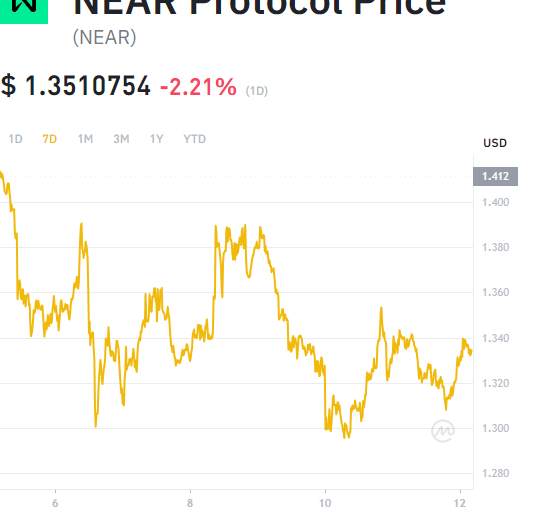 NEAR Protocol Price
(NEAR)
$ 1.3510754 -2.21% (1D)
1D 7D 1M 3M 1Y YTD
USD
1.412
1.400
1.380
1.360
1.340
1.320
1.300
1.280
6 8 10 12